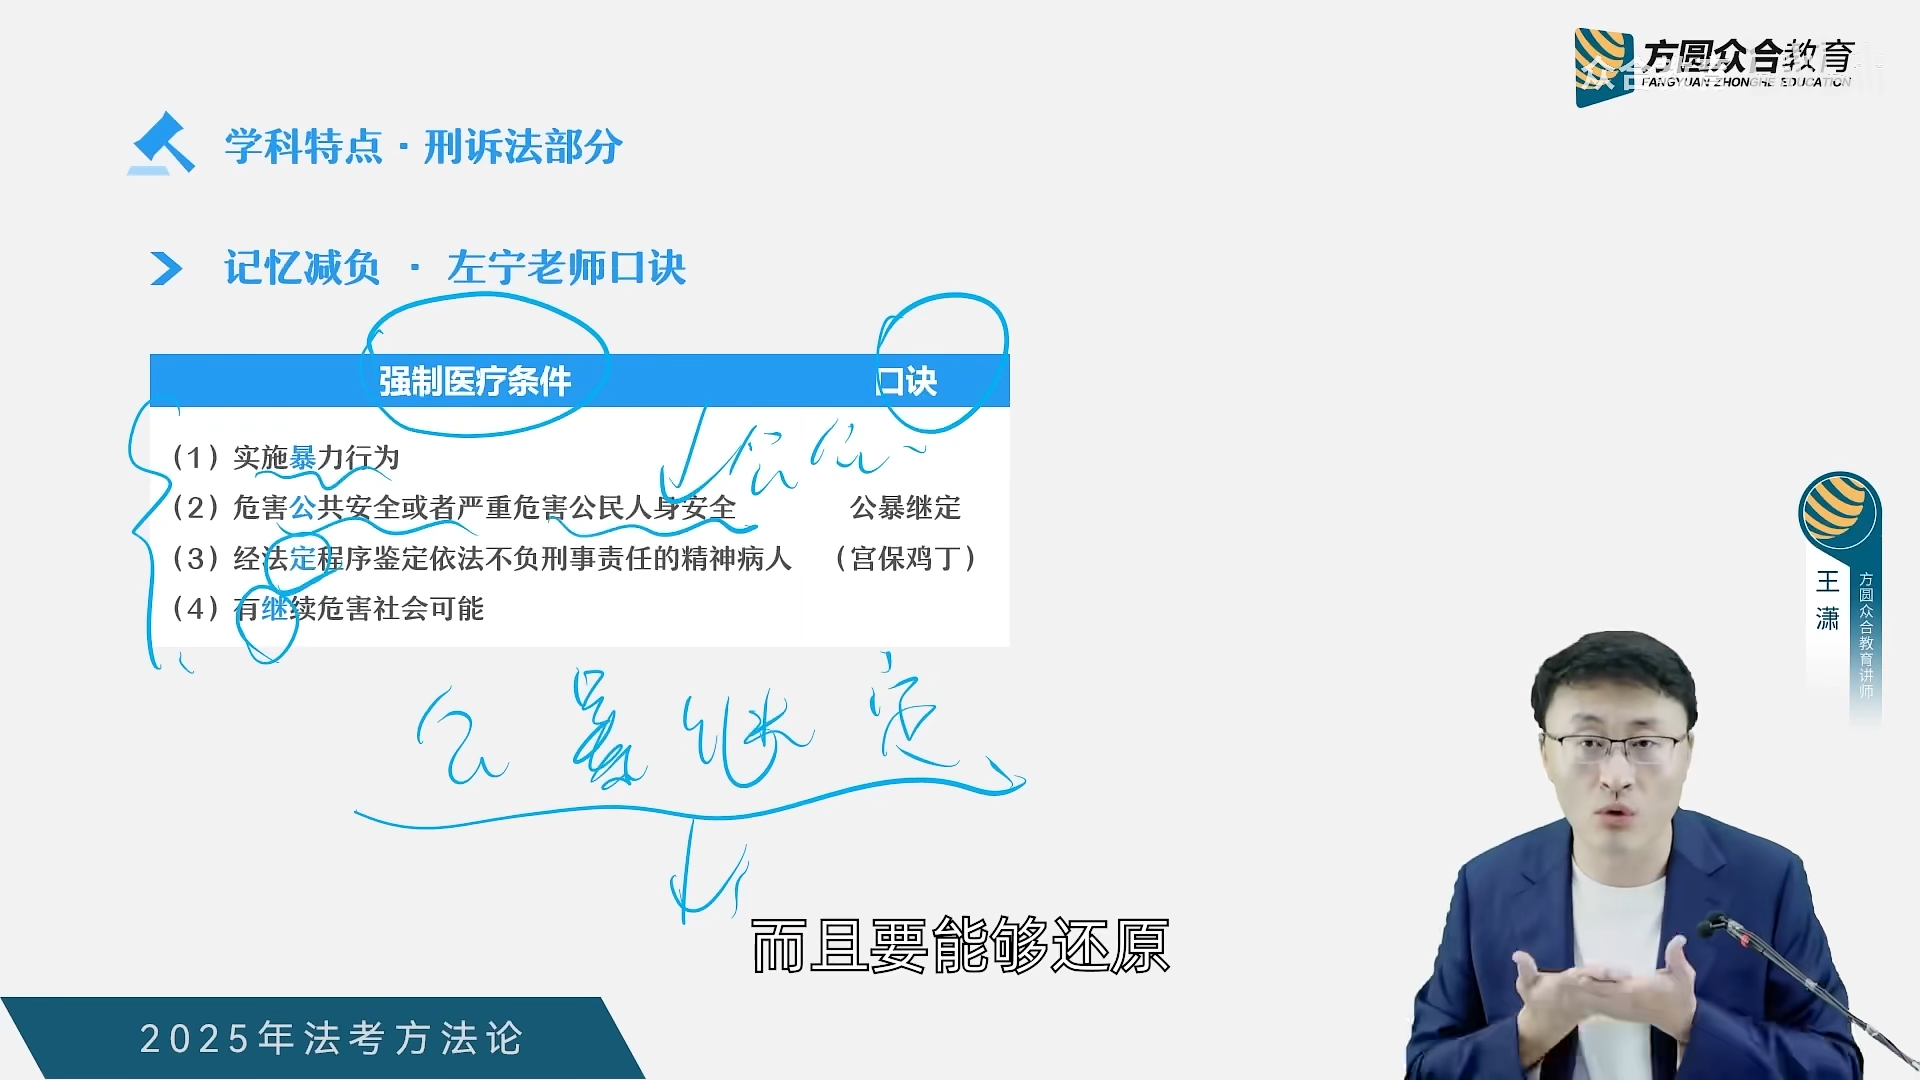 方圆众合教育
FANGYUAN ZHONGHE EDUCATION
学科特点·刑诉法部分
记忆减负 · 左宁老师口诀
强制医疗条件 口诀
（1）实施暴力行为
（2）危害公共安全或者严重危害公民人身安全 公暴继定
（3）经法定程序鉴定依法不负刑事责任的精神病人 （宫保鸡丁）
（4）有继续危害社会可能
公 暴 继 定
王潇
方圆众合教育讲师
而且要能够还原
2025年法考方法论